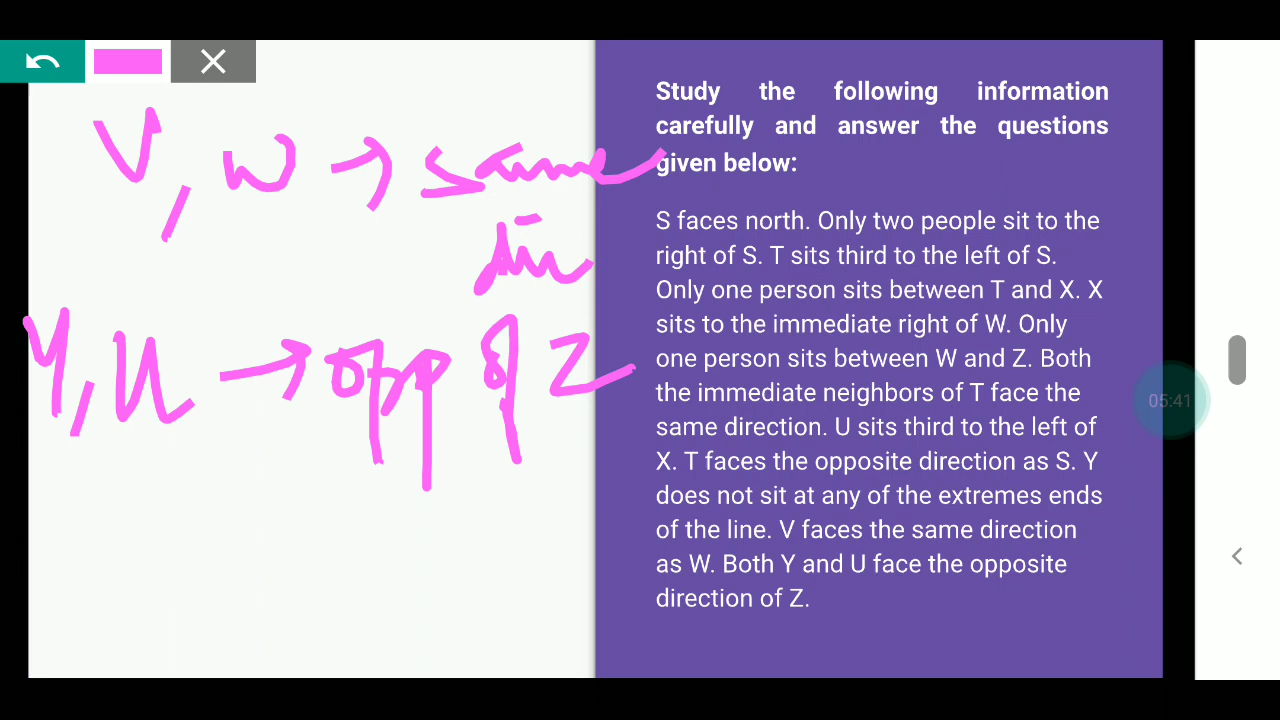 V, W → same
dir
Y, U → opp of Z
Study the following information
carefully and answer the questions
given below:
S faces north. Only two people sit to the
right of S. T sits third to the left of S.
Only one person sits between T and X. X
sits to the immediate right of W. Only
one person sits between W and Z. Both
the immediate neighbors of T face the
same direction. U sits third to the left of
X. T faces the opposite direction as S. Y
does not sit at any of the extremes ends
of the line. V faces the same direction
as W. Both Y and U face the opposite
direction of Z.
05:41